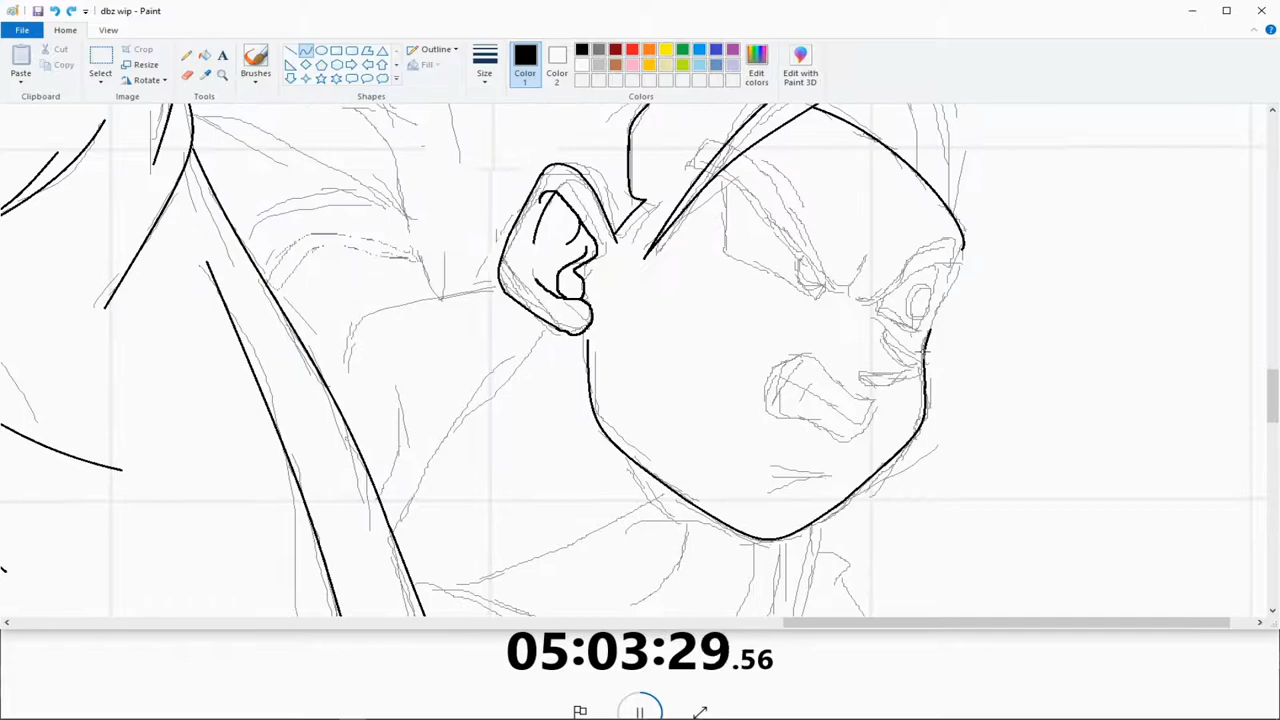 dbz wip - Paint
File Home View
Paste
Cut
Copy
Clipboard
Select
Crop
Resize
Rotate
Image
A
Tools
Brushes
Outline
Fill
Shapes
Size
Color
1
Color
2
Edit
colors
Colors
Edit with
Paint 3D
05:03:29.56